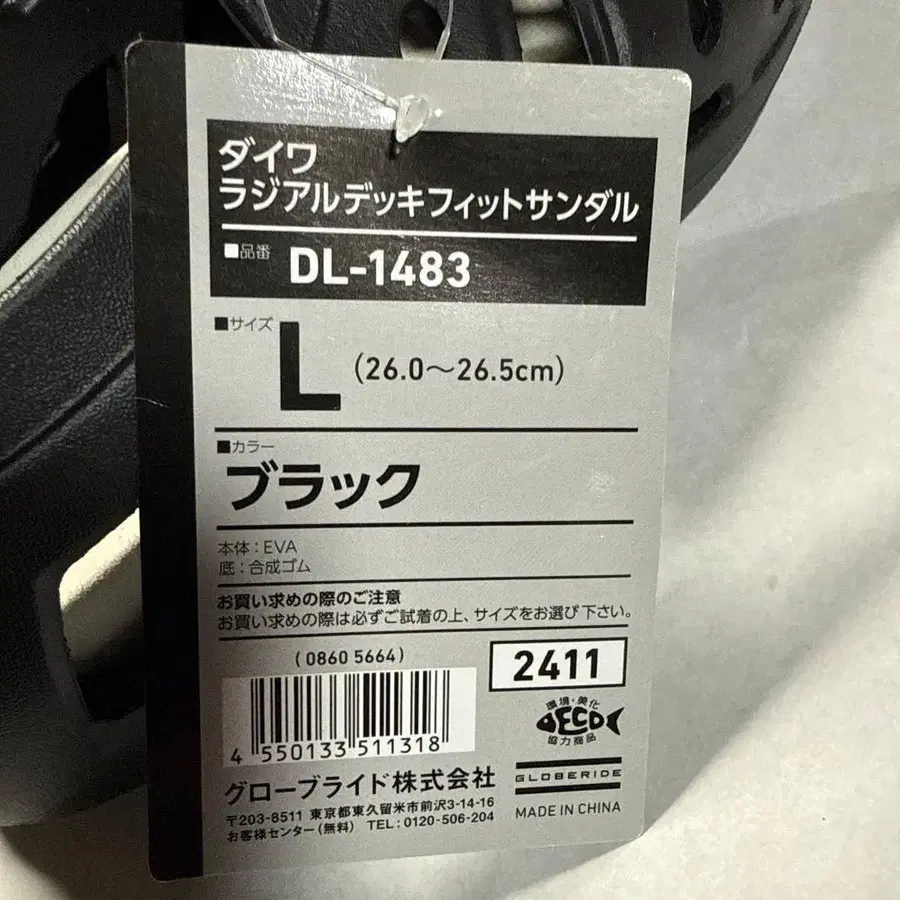 ダイワ
ラジアルデッキフィットサンダル
■品番 DL-1483
■サイズ L (26.0～26.5cm)
■カラー
ブラック
本体：EVA
底：合成ゴム
お買い求めの際のご注意
お買い求めの際は必ずご試着の上、サイズをお選び下さい。
(0860 5664)
2411
4 550133 511318
環境・美化
ECO
協力商品
グローブライド株式会社
GLOBERIDE
〒203-8511 東京都東久留米市前沢3-14-16
お客様センター(無料) TEL：0120-506-204
MADE IN CHINA